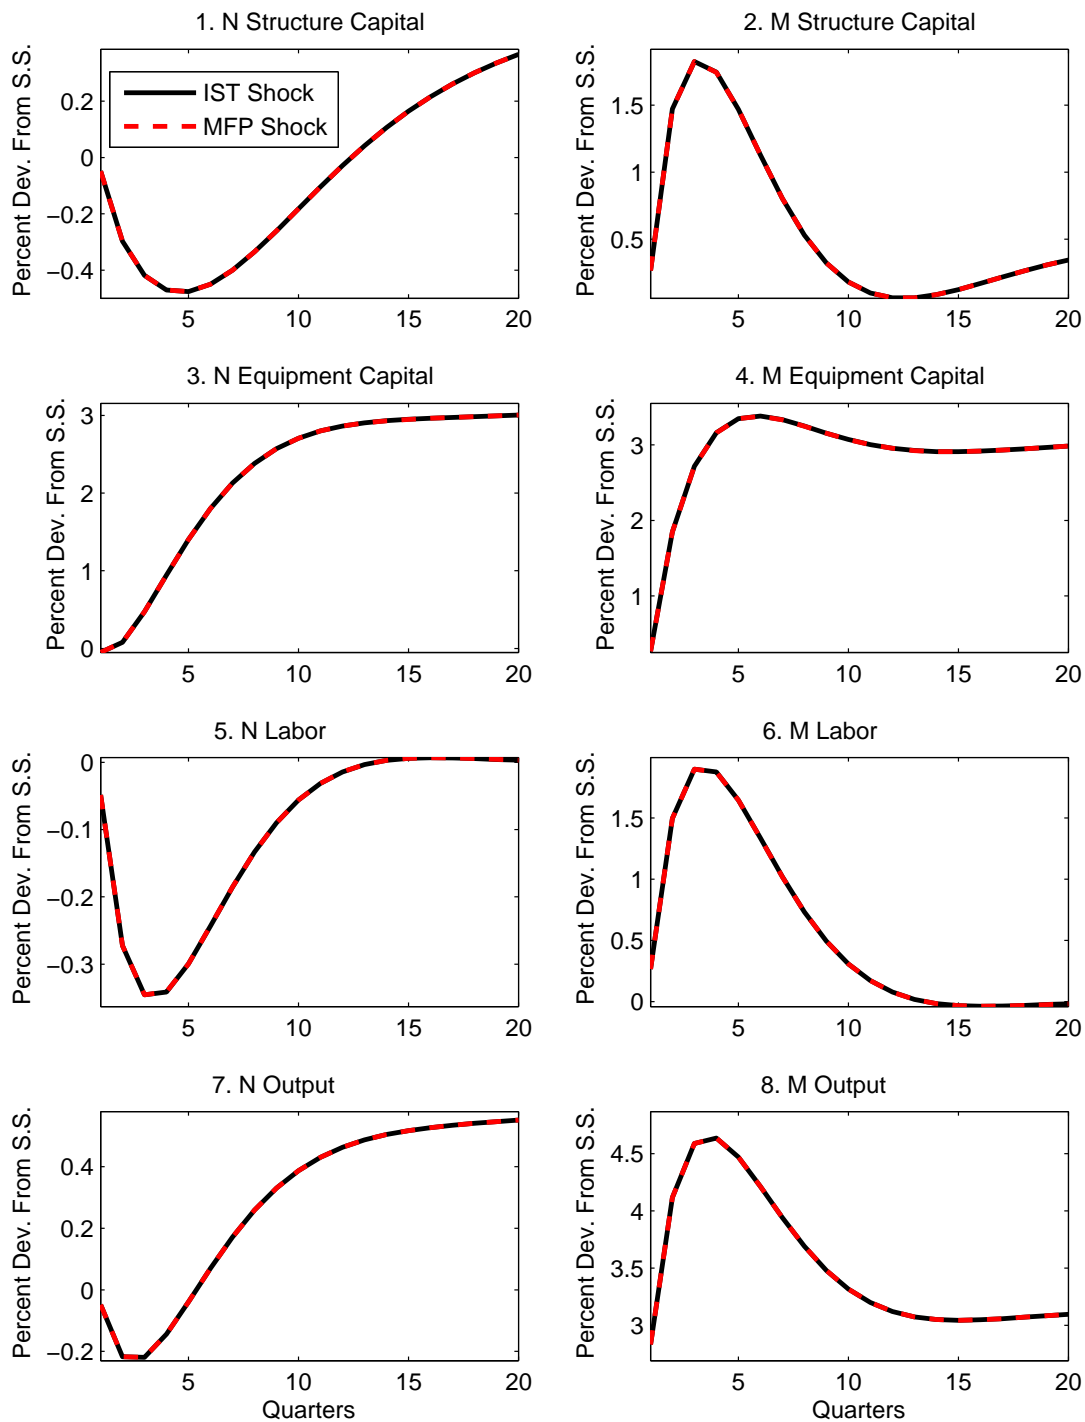 1. N Structure Capital
Percent Dev. From S.S.
0.2
0
−0.2
−0.4
IST Shock
MFP Shock
5 10 15 20
2. M Structure Capital
Percent Dev. From S.S.
1.5
1
0.5
5 10 15 20
3. N Equipment Capital
Percent Dev. From S.S.
3
2
1
0
5 10 15 20
4. M Equipment Capital
Percent Dev. From S.S.
3
2
1
5 10 15 20
5. N Labor
Percent Dev. From S.S.
0
−0.1
−0.2
−0.3
5 10 15 20
6. M Labor
Percent Dev. From S.S.
1.5
1
0.5
0
5 10 15 20
7. N Output
Percent Dev. From S.S.
0.4
0.2
0
−0.2
5 10 15 20
Quarters
8. M Output
Percent Dev. From S.S.
4.5
4
3.5
3
5 10 15 20
Quarters